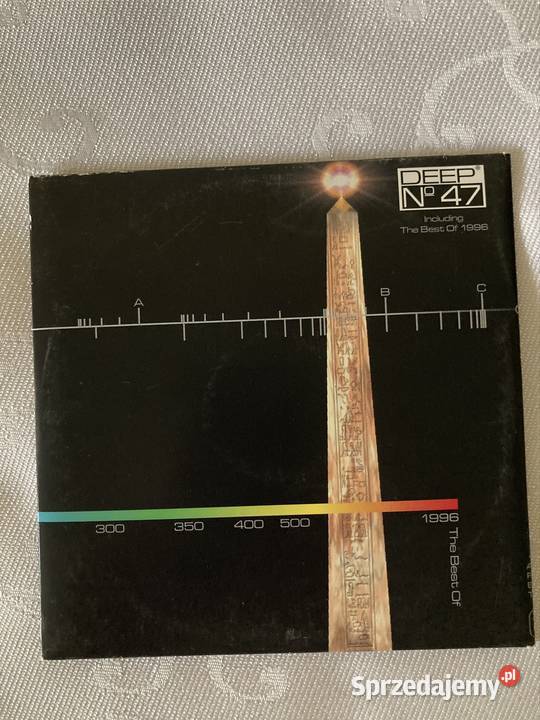 DEEP®
Nº 47
Including
The Best Of 1996
A
B
C
300
350
400
500
1996
The Best Of
Sprzedajemy.pl